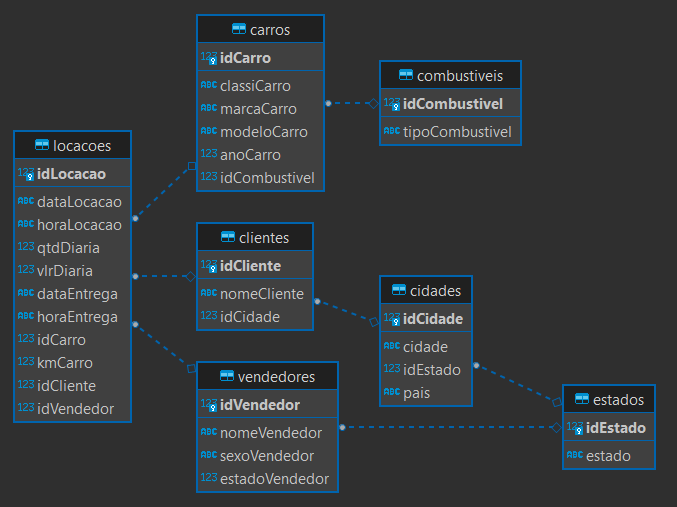 carros
123 idCarro
ABC classiCarro
ABC marcaCarro
ABC modeloCarro
123 anoCarro
123 idCombustivel
combustiveis
123 idCombustivel
ABC tipoCombustivel
locacoes
123 idLocacao
ABC dataLocacao
ABC horaLocacao
123 qtdDiaria
123 vlrDiaria
ABC dataEntrega
ABC horaEntrega
123 idCarro
123 kmCarro
123 idCliente
123 idVendedor
clientes
123 idCliente
ABC nomeCliente
123 idCidade
cidades
123 idCidade
ABC cidade
123 idEstado
ABC pais
vendedores
123 idVendedor
ABC nomeVendedor
ABC sexoVendedor
123 estadoVendedor
estados
123 idEstado
ABC estado